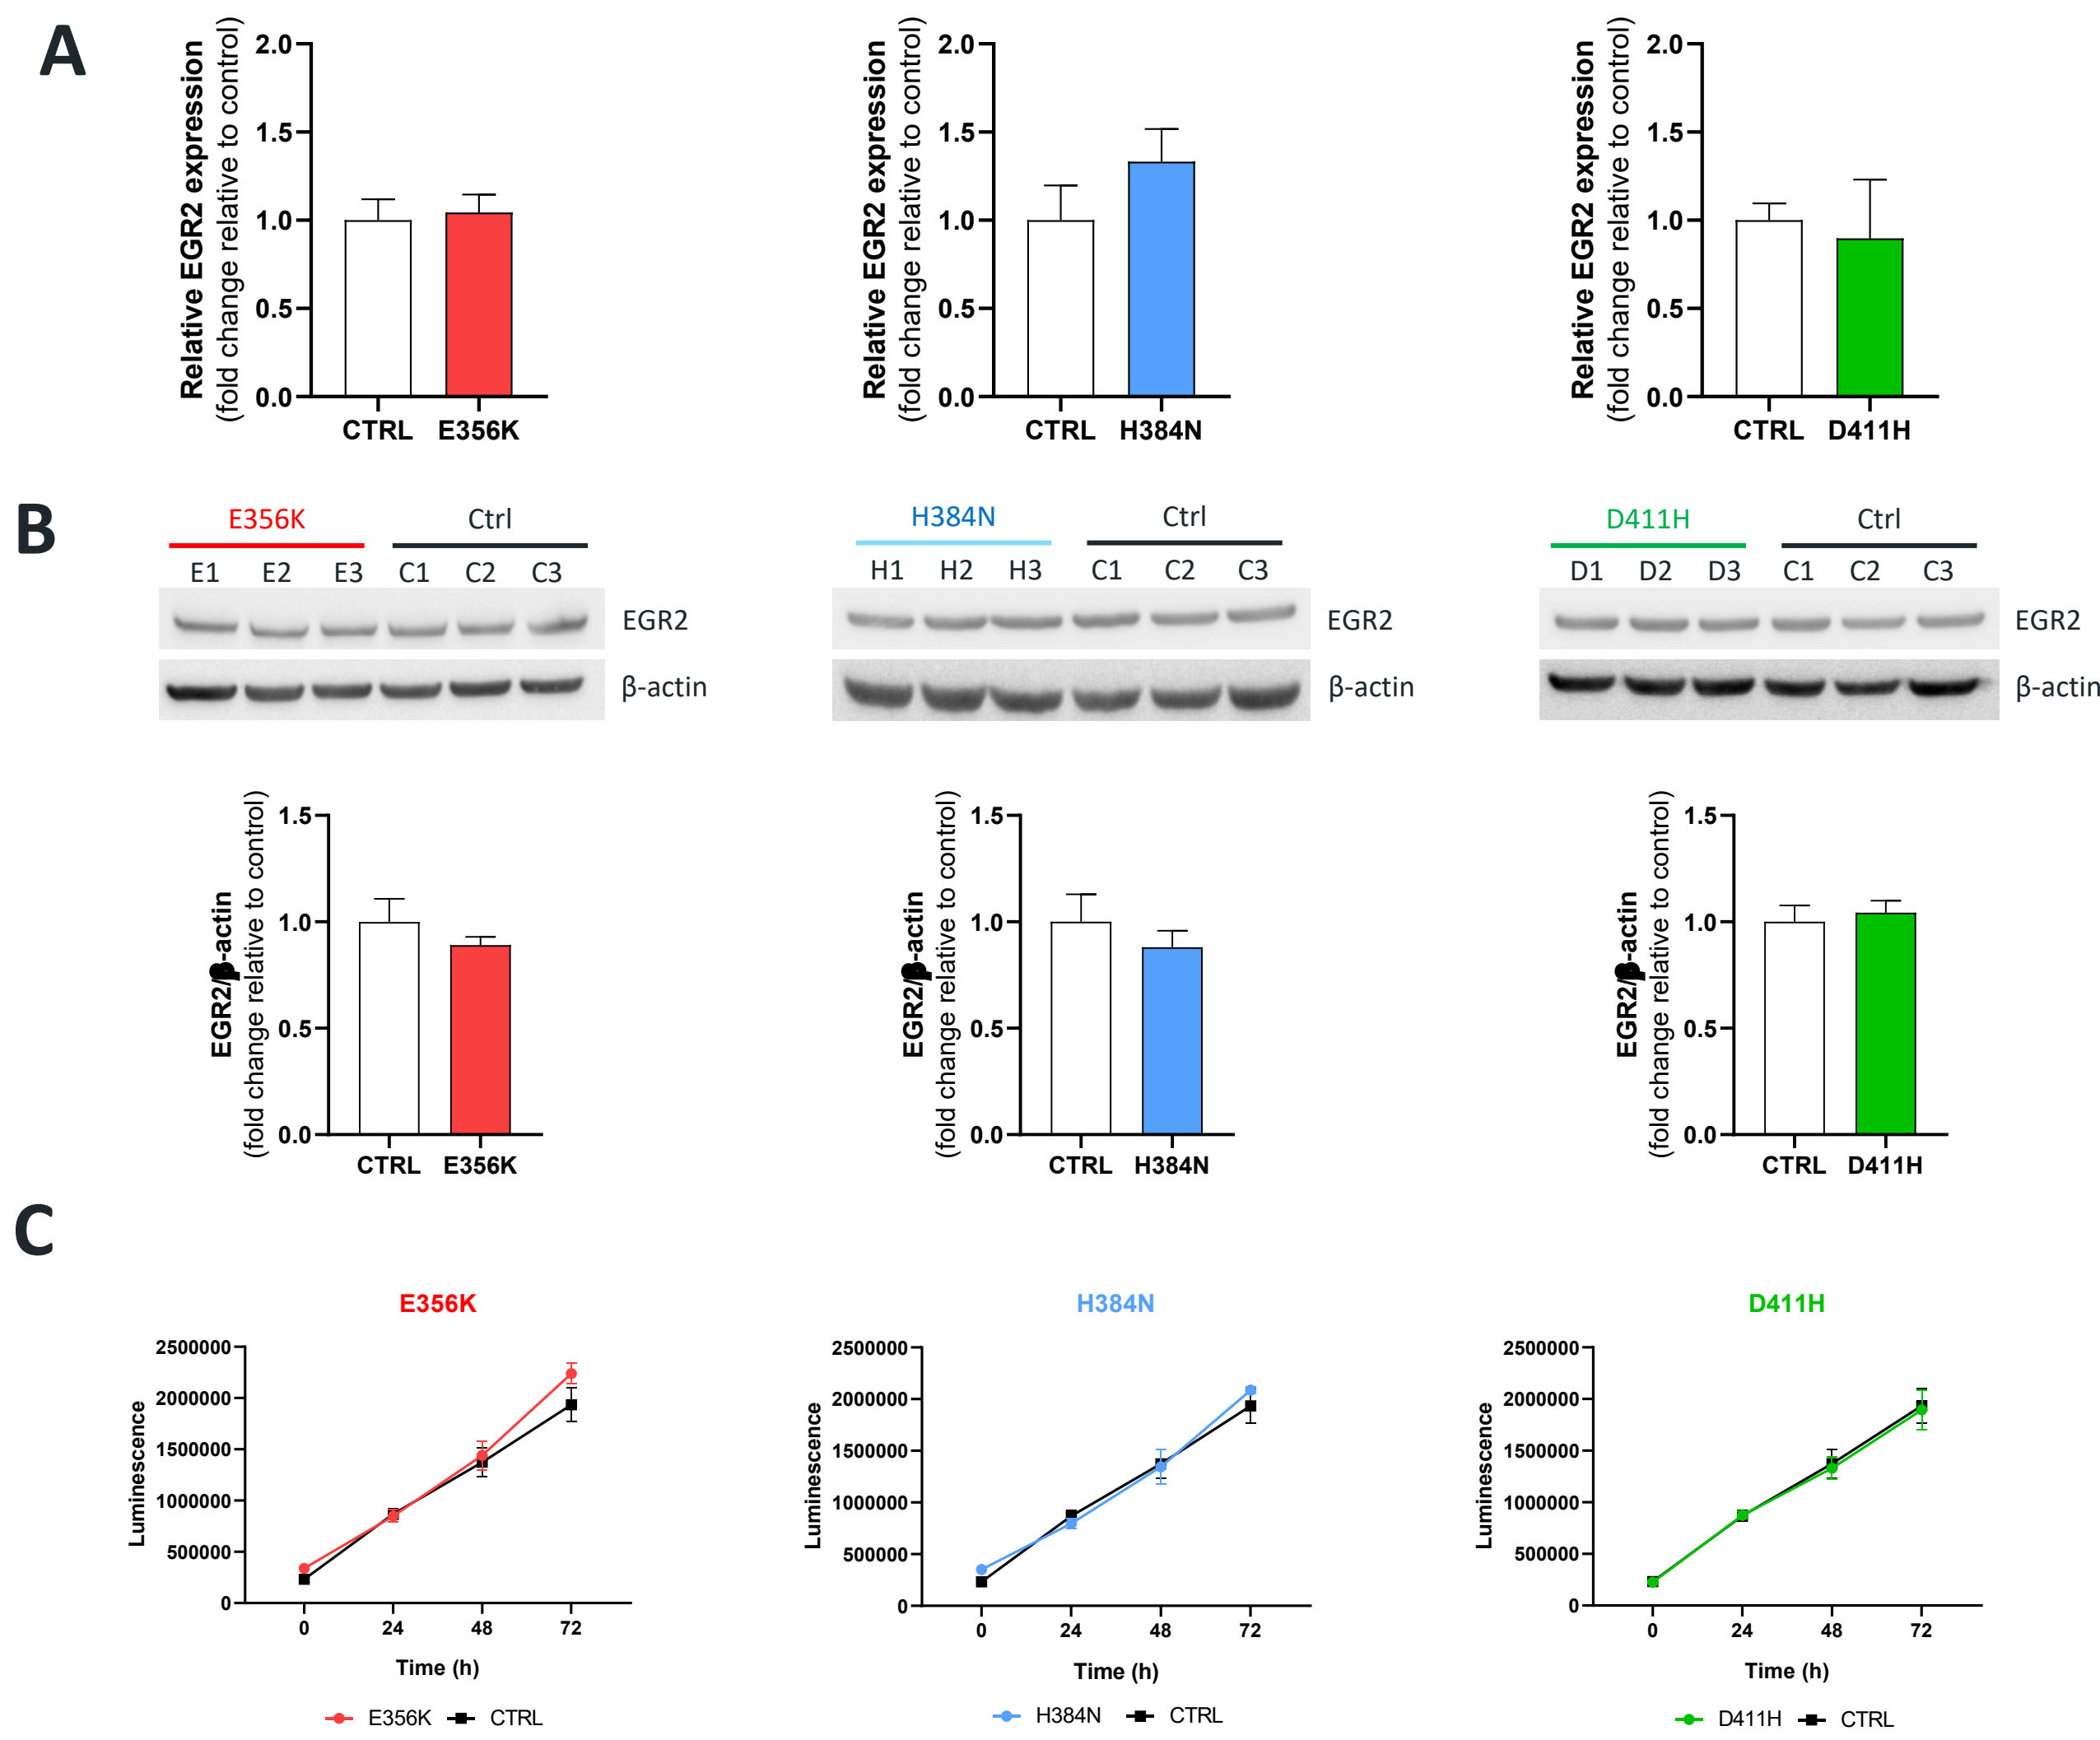 A
Relative EGR2 expression
(fold change relative to control)
2.0
1.5
1.0
0.5
0.0
CTRL E356K
Relative EGR2 expression
(fold change relative to control)
2.0
1.5
1.0
0.5
0.0
CTRL H384N
Relative EGR2 expression
(fold change relative to control)
2.0
1.5
1.0
0.5
0.0
CTRL D411H
B
E356K Ctrl
E1 E2 E3 C1 C2 C3
EGR2
β-actin
H384N Ctrl
H1 H2 H3 C1 C2 C3
EGR2
β-actin
D411H Ctrl
D1 D2 D3 C1 C2 C3
EGR2
β-actin
EGR2/β-actin
(fold change relative to control)
1.5
1.0
0.5
0.0
CTRL E356K
EGR2/β-actin
(fold change relative to control)
1.5
1.0
0.5
0.0
CTRL H384N
EGR2/β-actin
(fold change relative to control)
1.5
1.0
0.5
0.0
CTRL D411H
C
E356K
Luminescence
2500000
2000000
1500000
1000000
500000
0
0 24 48 72
Time (h)
E356K CTRL
H384N
Luminescence
2500000
2000000
1500000
1000000
500000
0
0 24 48 72
Time (h)
H384N CTRL
D411H
Luminescence
2500000
2000000
1500000
1000000
500000
0
0 24 48 72
Time (h)
D411H CTRL